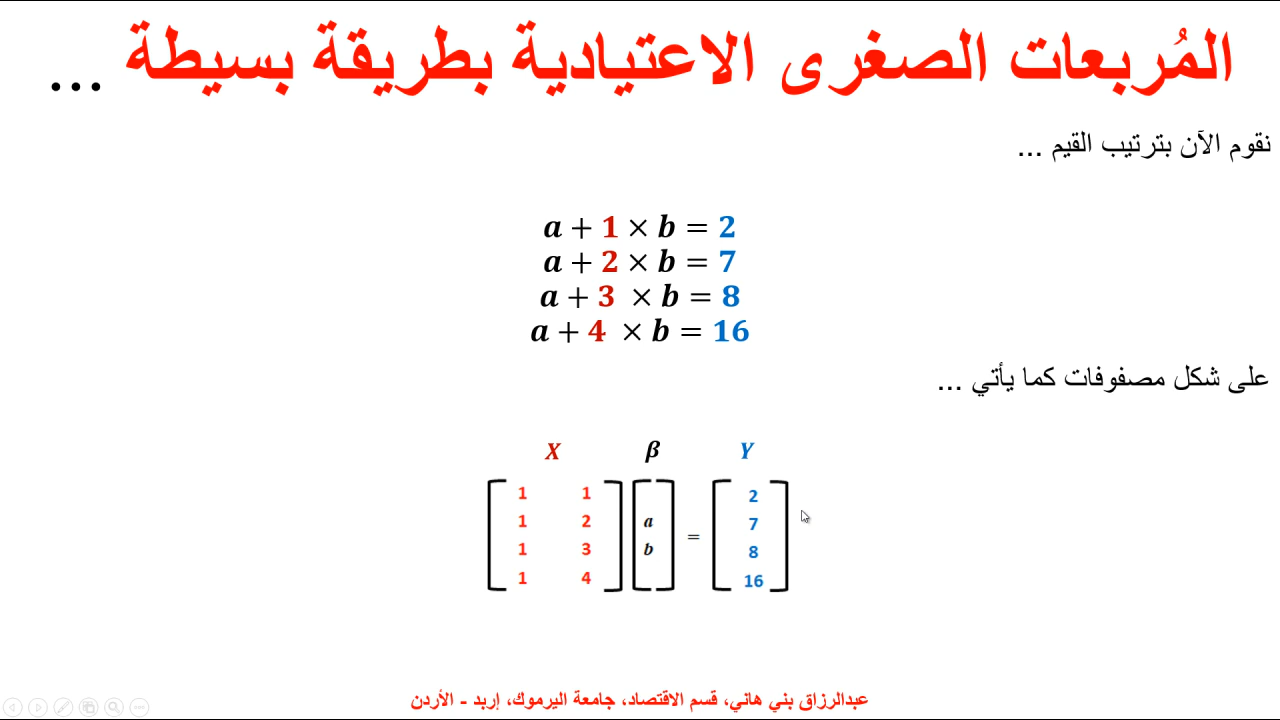 المُربعات الصغرى الاعتيادية بطريقة بسيطة ...
نقوم الآن بترتيب القيم ...
a + 1 × b = 2
a + 2 × b = 7
a + 3 × b = 8
a + 4 × b = 16
على شكل مصفوفات كما يأتي ...
X β Y
1 1 2
1 2 a 7
1 3 b = 8
1 4 16
عبدالرزاق بني هاني، قسم الاقتصاد، جامعة اليرموك، إربد - الأردن